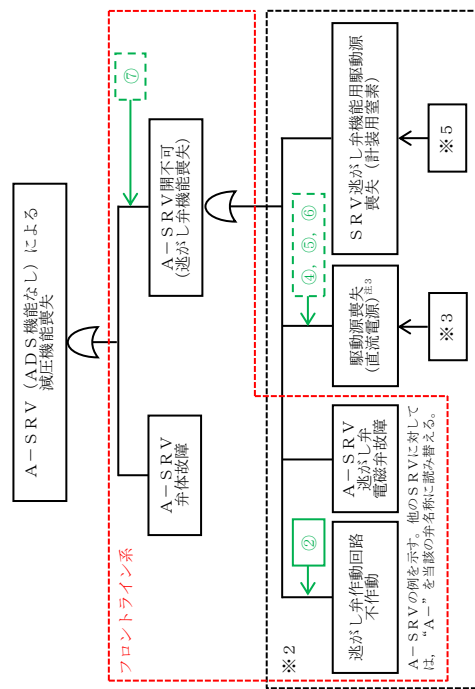 A－SRV（ADS機能なし）による
減圧機能喪失
フロントライン系
⑦
A－SRV
弁体故障
A－SRV開不可
(逃がし弁機能喪失)
※2
②
④，⑤，⑥
逃がし弁作動回路
不作動
A－SRV
逃がし弁
電磁弁故障
駆動源喪失
(直流電源)注3
SRV逃がし弁機能用駆動源
喪失（計装用窒素）
※3
※5
A－SRVの例を示す。他のSRVに対して
は，“A－”を当該の弁名称に読み替える。